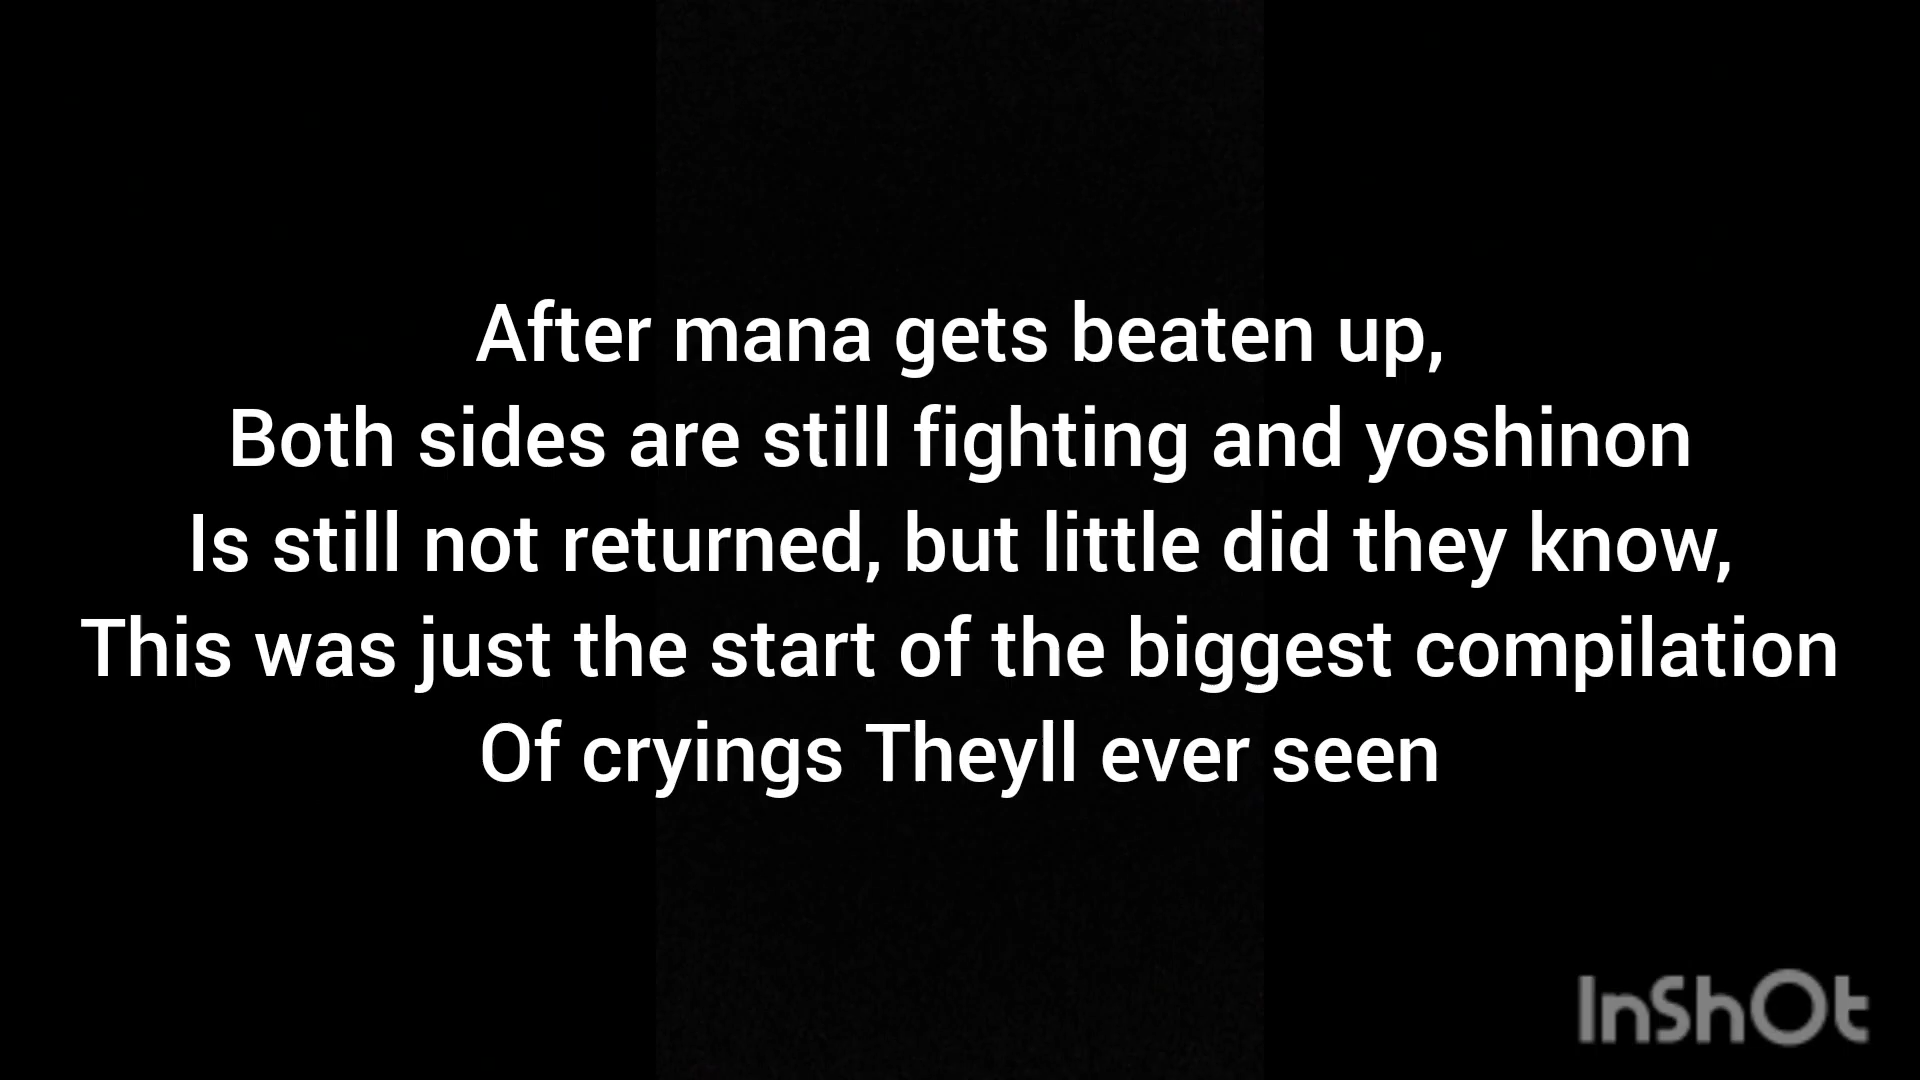 After mana gets beaten up,
Both sides are still fighting and yoshinon
Is still not returned, but little did they know,
This was just the start of the biggest compilation
Of cryings Theyll ever seen
InShOt